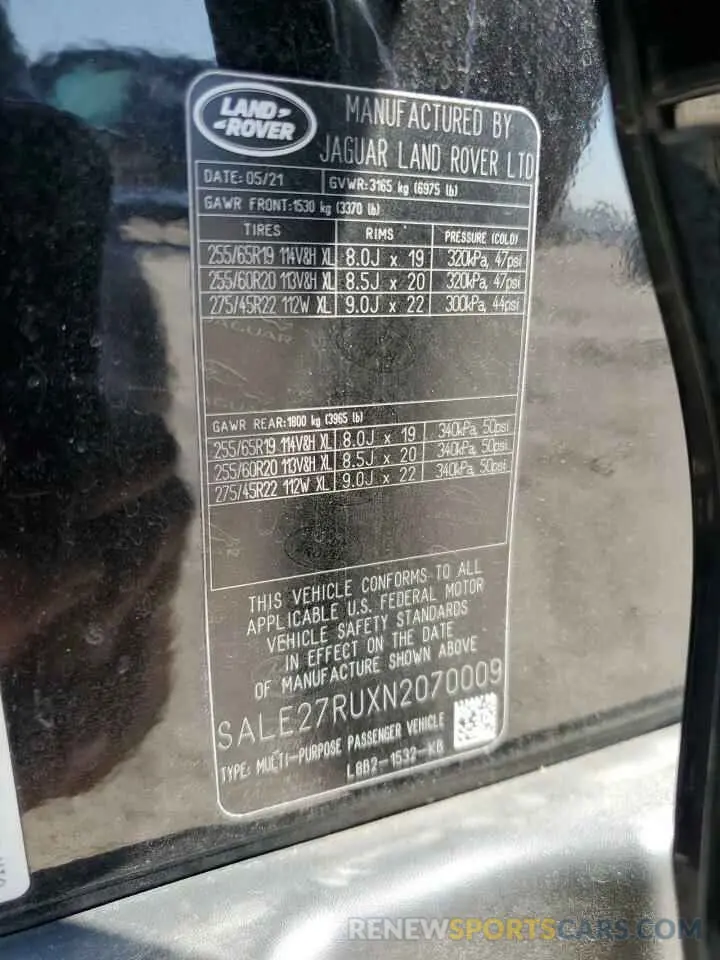 LAND ROVER
MANUFACTURED BY
JAGUAR LAND ROVER LTD
DATE: 05/21 GVWR: 3165 kg (6975 lb)
GAWR FRONT: 1530 kg (3370 lb)
TIRES RIMS PRESSURE (COLD)
255/65R19 114V&H XL 8.0J x 19 320kPa, 47psi
255/60R20 113V&H XL 8.5J x 20 320kPa, 47psi
275/45R22 112W XL 9.0J x 22 300kPa, 44psi
JAGUAR
GAWR REAR: 1800 kg (3965 lb)
255/65R19 114V&H XL 8.0J x 19 340kPa, 50psi
255/60R20 113V&H XL 8.5J x 20 340kPa, 50psi
275/45R22 112W XL 9.0J x 22 340kPa, 50psi
THIS VEHICLE CONFORMS TO ALL
APPLICABLE U.S. FEDERAL MOTOR
VEHICLE SAFETY STANDARDS
IN EFFECT ON THE DATE
OF MANUFACTURE SHOWN ABOVE
SALE27RUXN2070009
TYPE: MULTI-PURPOSE PASSENGER VEHICLE
L8B2-1532-KB
RENEWSPORTSCARS.COM